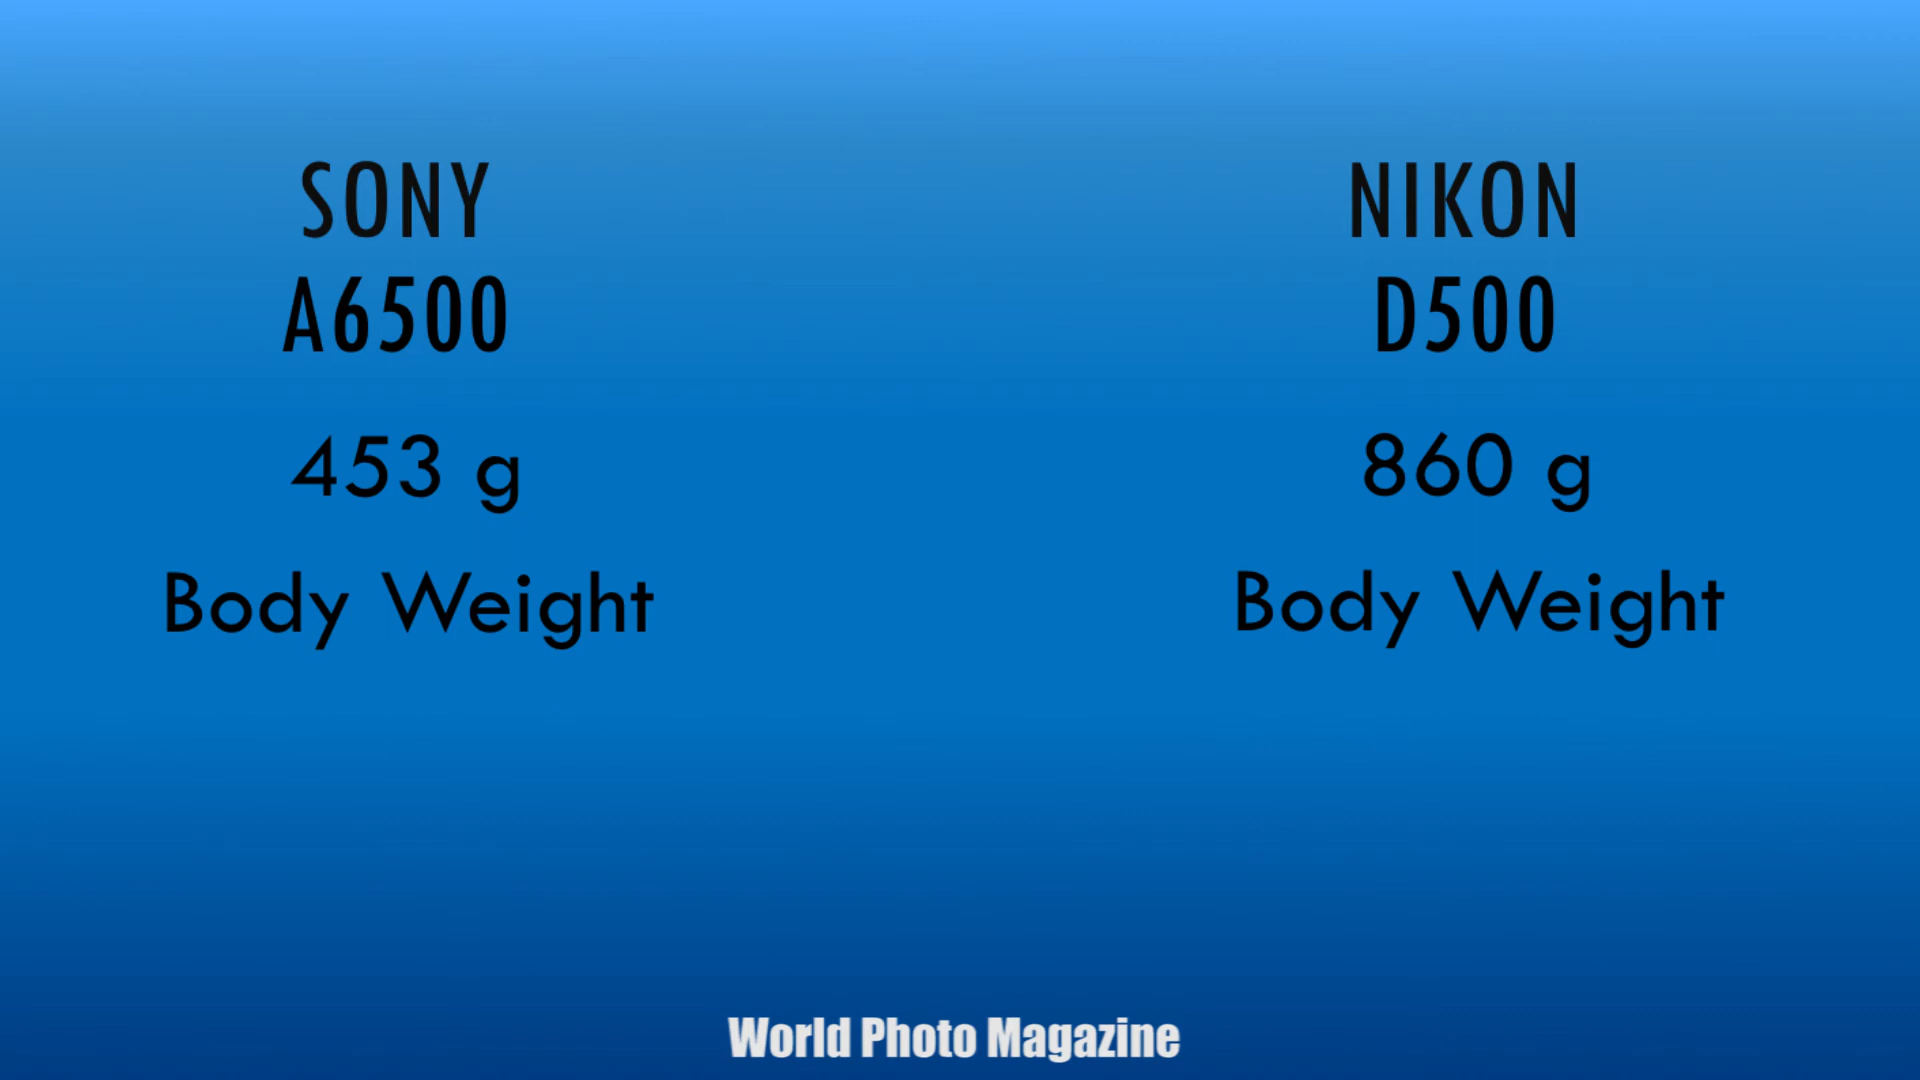 SONY
A6500
453 g
Body Weight
NIKON
D500
860 g
Body Weight
World Photo Magazine